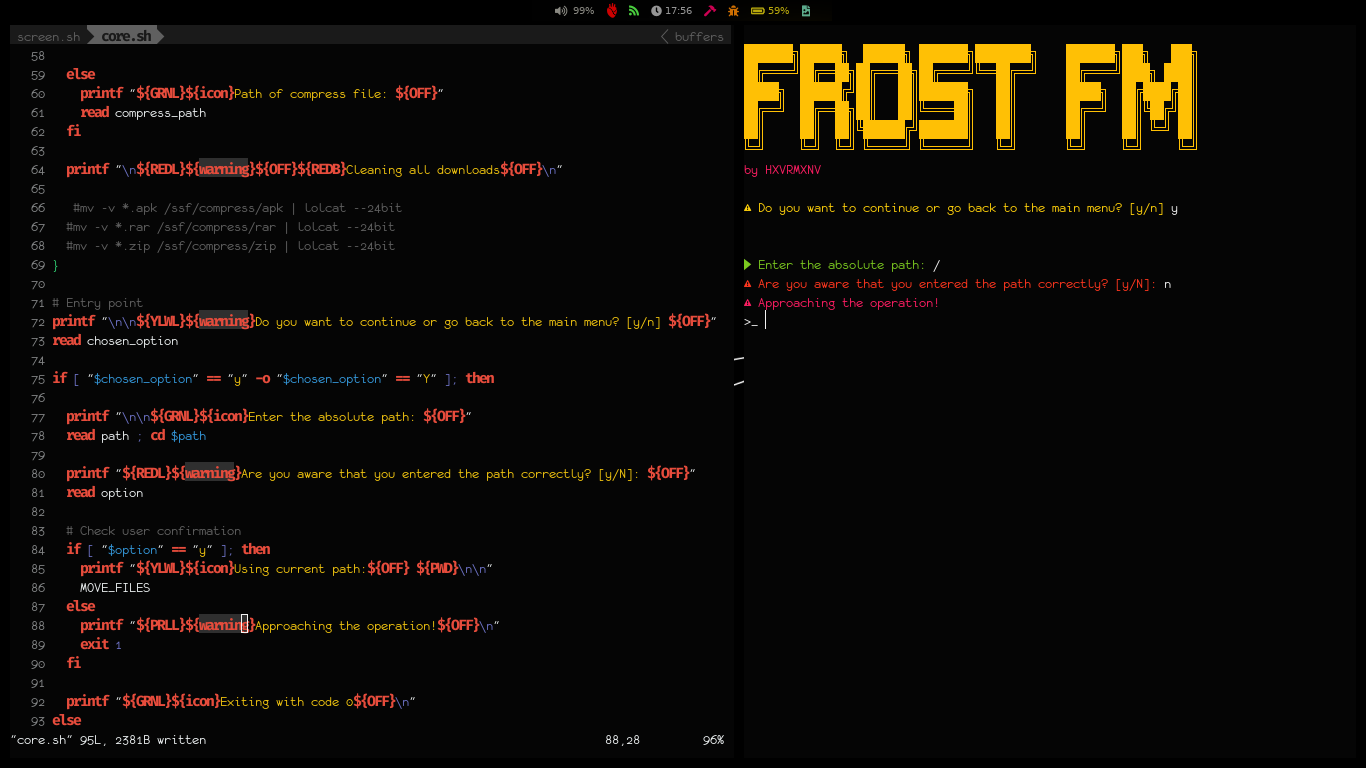 99% 17:56 59%
screen.sh core.sh buffers
58
59 else
60 printf "${GRNL}${icon}Path of compress file: ${OFF}"
61 read compress_path
62 fi
63
64 printf "\n${REDL}${warning}${OFF}${REDB}Cleaning all downloads${OFF}\n"
65
66 #mv -v *.apk /ssf/compress/apk | lolcat --24bit
67 #mv -v *.rar /ssf/compress/rar | lolcat --24bit
68 #mv -v *.zip /ssf/compress/zip | lolcat --24bit
69 }
70
71 # Entry point
72 printf "\n\n${YLWL}${warning}Do you want to continue or go back to the main menu? [y/n] ${OFF}"
73 read chosen_option
74
75 if [ "$chosen_option" == "y" -o "$chosen_option" == "Y" ]; then
76
77 printf "\n\n${GRNL}${icon}Enter the absolute path: ${OFF}"
78 read path ; cd $path
79
80 printf "${REDL}${warning}Are you aware that you entered the path correctly? [y/N]: ${OFF}"
81 read option
82
83 # Check user confirmation
84 if [ "$option" == "y" ]; then
85 printf "${YLWL}${icon}Using current path:${OFF} ${PWD}\n\n"
86 MOVE_FILES
87 else
88 printf "${PRLL}${warning}Approaching the operation!${OFF}\n"
89 exit 1
90 fi
91
92 printf "${GRNL}${icon}Exiting with code 0${OFF}\n"
93 else
"core.sh" 95L, 2381B written 88,28 96%
FROST FM
by HXVRMXNV
Do you want to continue or go back to the main menu? [y/n] y
Enter the absolute path: /
Are you aware that you entered the path correctly? [y/N]: n
Approaching the operation!
>_